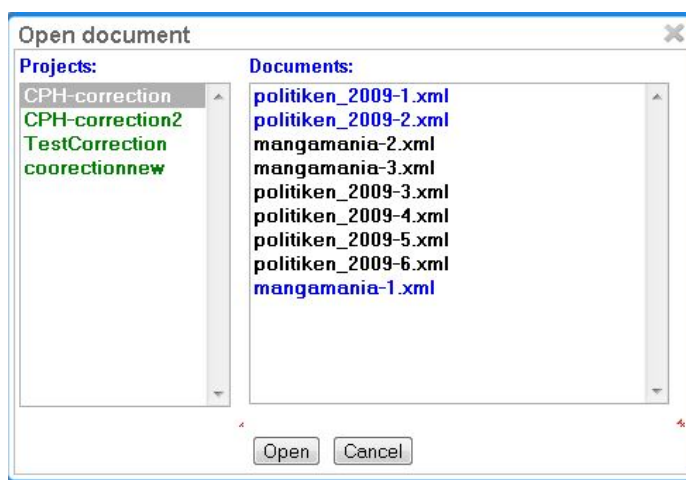 Open document
Projects:
CPH-correction
CPH-correction2
TestCorrection
coorectionnew
Documents:
politiken_2009-1.xml
politiken_2009-2.xml
mangamania-2.xml
mangamania-3.xml
politiken_2009-3.xml
politiken_2009-4.xml
politiken_2009-5.xml
politiken_2009-6.xml
mangamania-1.xml
Open Cancel